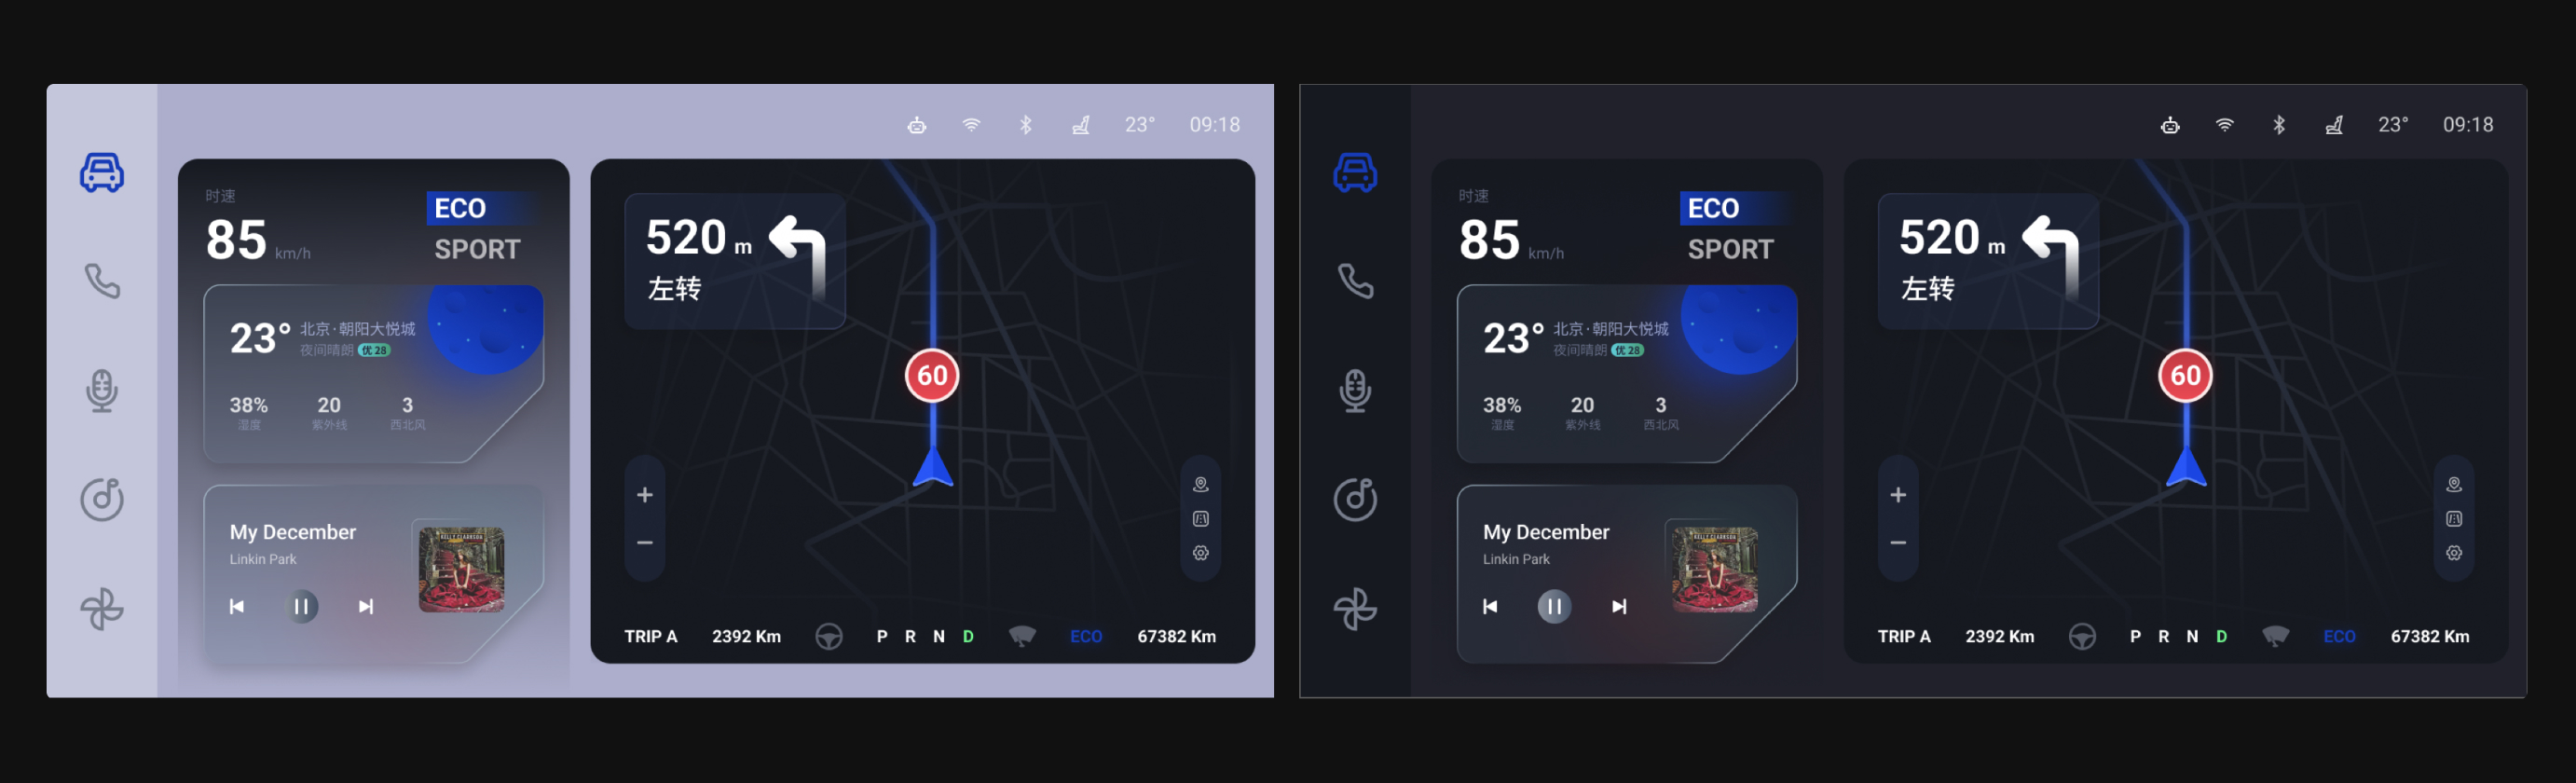 23° 09:18
时速
85 km/h
ECO
SPORT
23°
北京·朝阳大悦城
夜间晴朗 优 28
38% 20 3
湿度 紫外线 西北风
My December
Linkin Park
KELLY CLARKSON
520 m
左转
60
TRIP A 2392 Km P R N D ECO 67382 Km
23° 09:18
时速
85 km/h
ECO
SPORT
23°
北京·朝阳大悦城
夜间晴朗 优 28
38% 20 3
湿度 紫外线 西北风
My December
Linkin Park
KELLY CLARKSON
520 m
左转
60
TRIP A 2392 Km P R N D ECO 67382 Km